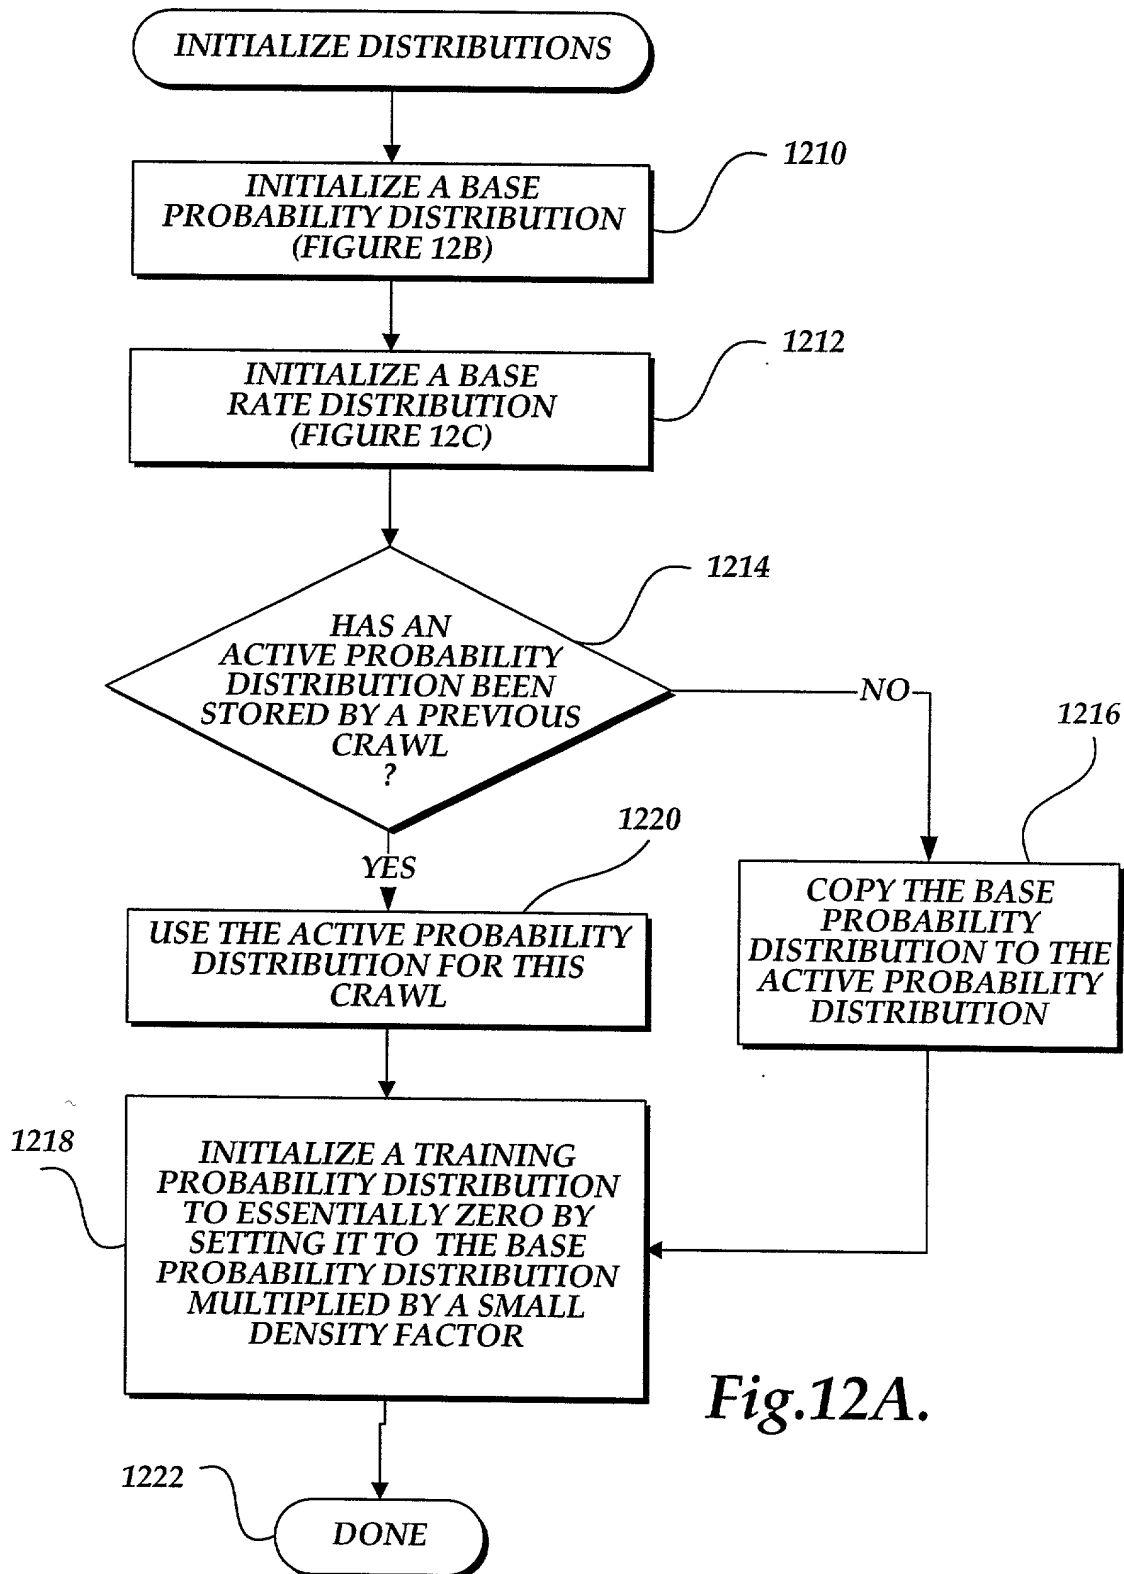 INITIALIZE DISTRIBUTIONS
1210
INITIALIZE A BASE
PROBABILITY DISTRIBUTION
(FIGURE 12B)
1212
INITIALIZE A BASE
RATE DISTRIBUTION
(FIGURE 12C)
1214
HAS AN
ACTIVE PROBABILITY
DISTRIBUTION BEEN
STORED BY A PREVIOUS
CRAWL
?
NO
1216
COPY THE BASE
PROBABILITY
DISTRIBUTION TO THE
ACTIVE PROBABILITY
DISTRIBUTION
YES
1220
USE THE ACTIVE PROBABILITY
DISTRIBUTION FOR THIS
CRAWL
1218
INITIALIZE A TRAINING
PROBABILITY DISTRIBUTION
TO ESSENTIALLY ZERO BY
SETTING IT TO THE BASE
PROBABILITY DISTRIBUTION
MULTIPLIED BY A SMALL
DENSITY FACTOR
Fig.12A.
1222
DONE